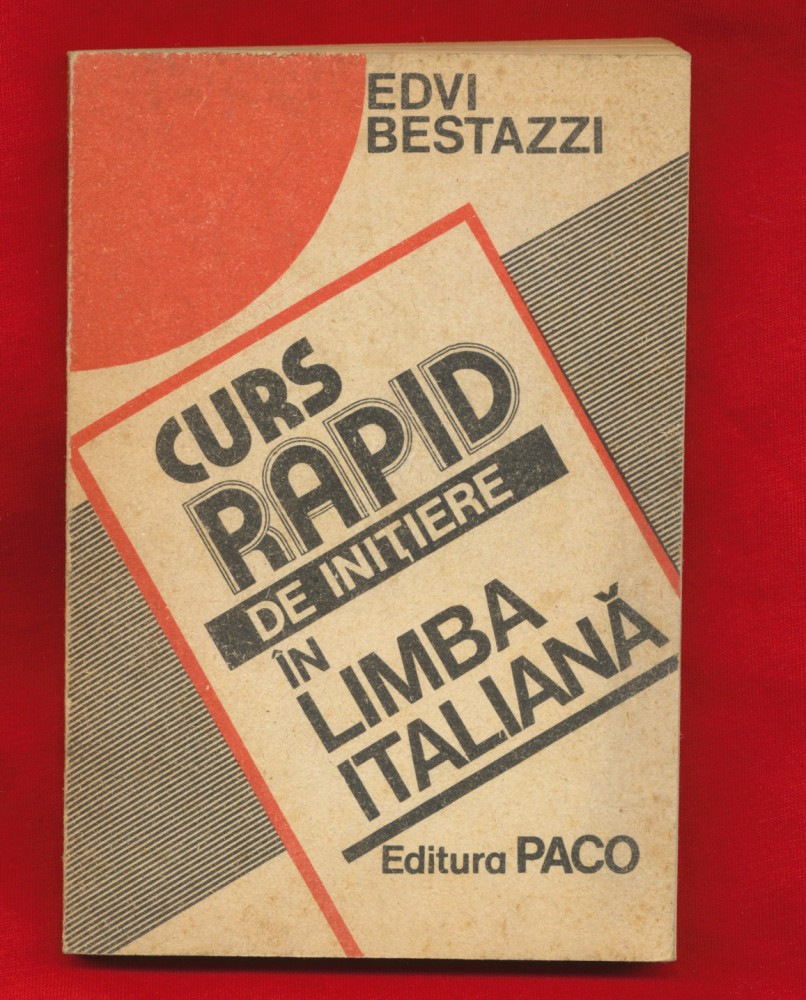 EDVI
BESTAZZI
CURS
RAPID
DE INIȚIERE
ÎN
LIMBA
ITALIANĂ
Editura PACO